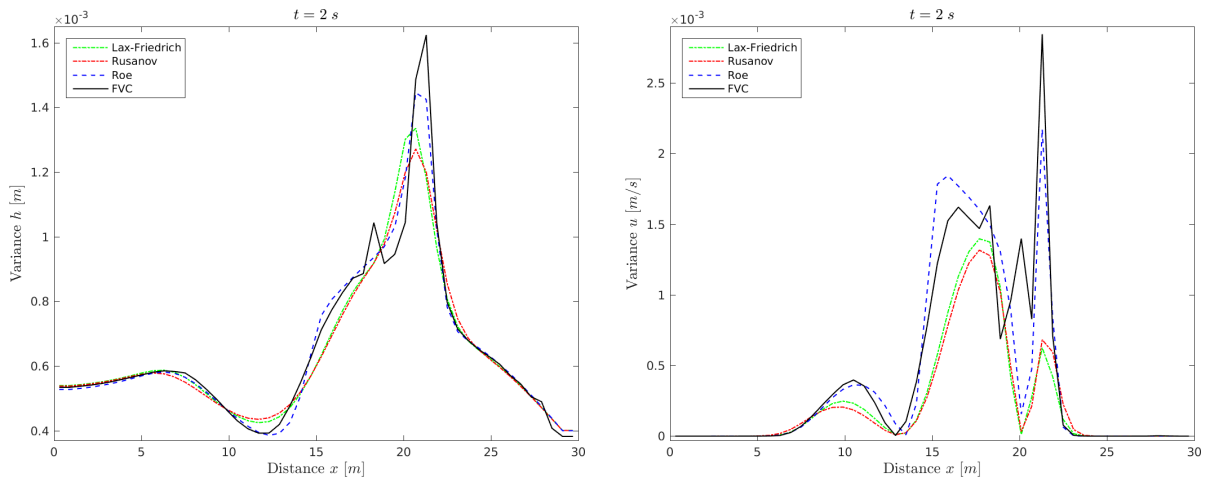 t = 2 s
×10⁻³
1.6
1.4
1.2
1
0.8
0.6
0.4
Variance h [m]
Lax-Friedrich
Rusanov
Roe
FVC
0 5 10 15 20 25 30
Distance x [m]
t = 2 s
×10⁻³
2.5
2
1.5
1
0.5
0
Variance u [m/s]
Lax-Friedrich
Rusanov
Roe
FVC
0 5 10 15 20 25 30
Distance x [m]